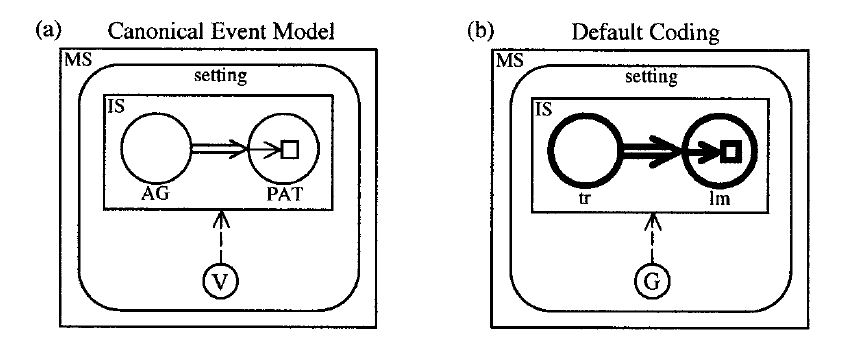 (a) Canonical Event Model
MS
setting
IS
AG PAT
V
(b) Default Coding
MS
setting
IS
tr lm
G